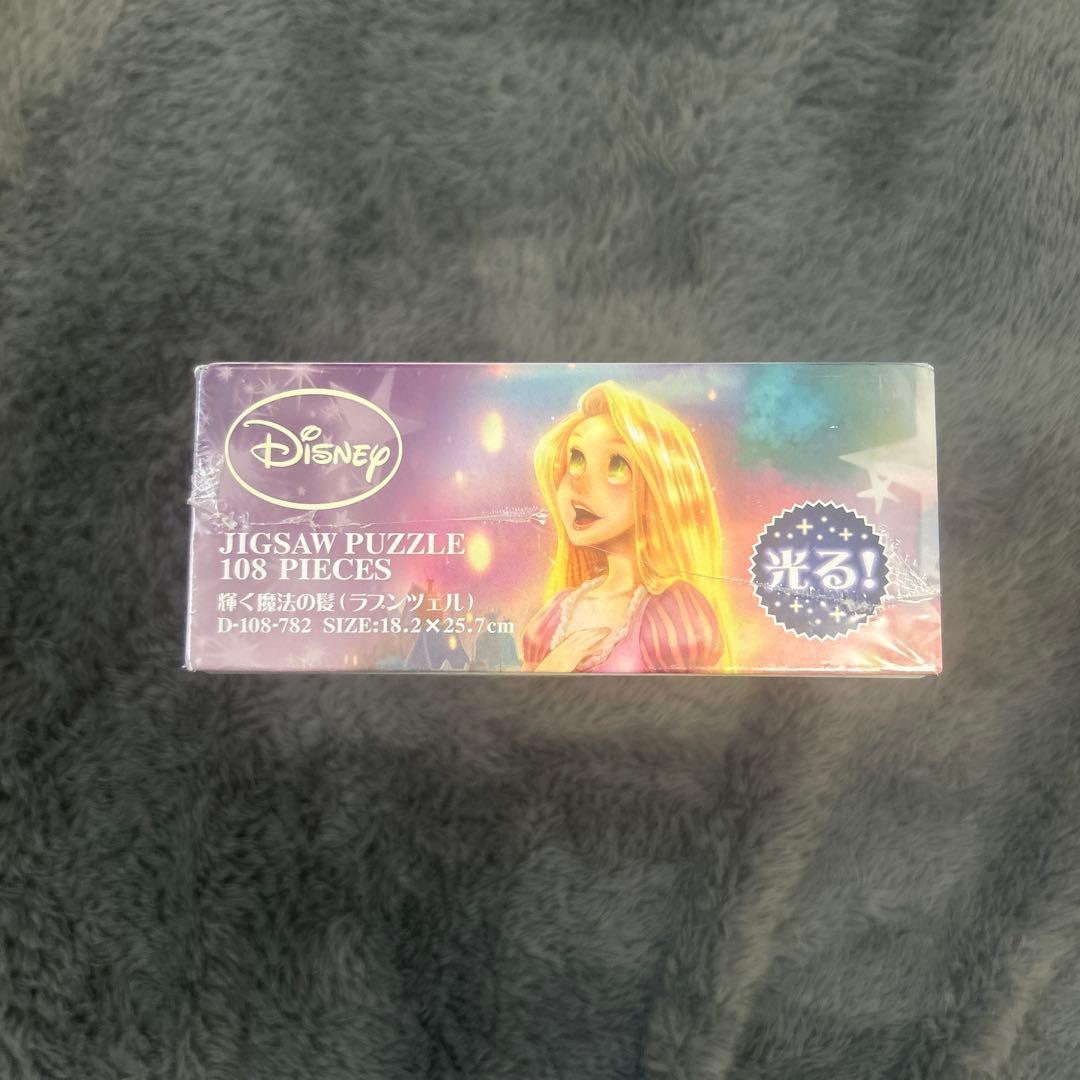 Disney
JIGSAW PUZZLE
108 PIECES
輝く魔法の髪(ラプンツェル)
D-108-782 SIZE:18.2×25.7cm
光る!